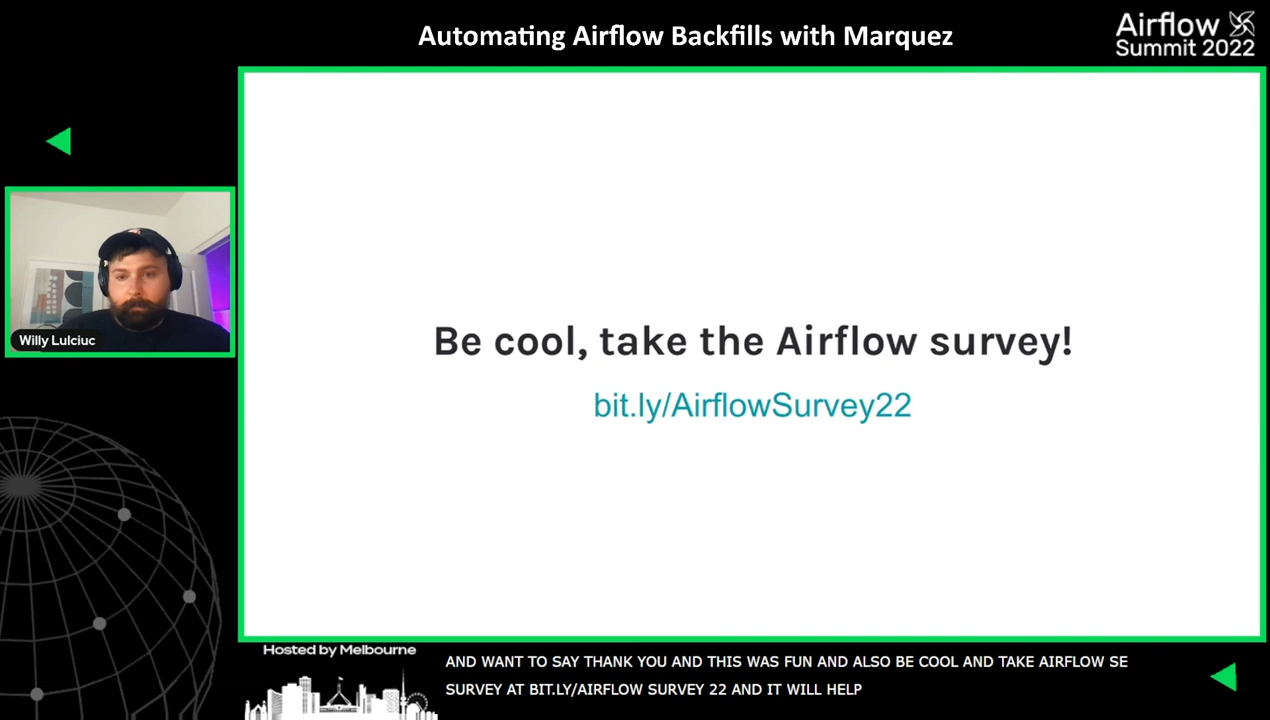 Automating Airflow Backfills with Marquez
Airflow
Summit 2022
Willy Lulciuc
Be cool, take the Airflow survey!
bit.ly/AirflowSurvey22
Hosted by Melbourne
AND WANT TO SAY THANK YOU AND THIS WAS FUN AND ALSO BE COOL AND TAKE AIRFLOW SE
SURVEY AT BIT.LY/AIRFLOW SURVEY 22 AND IT WILL HELP